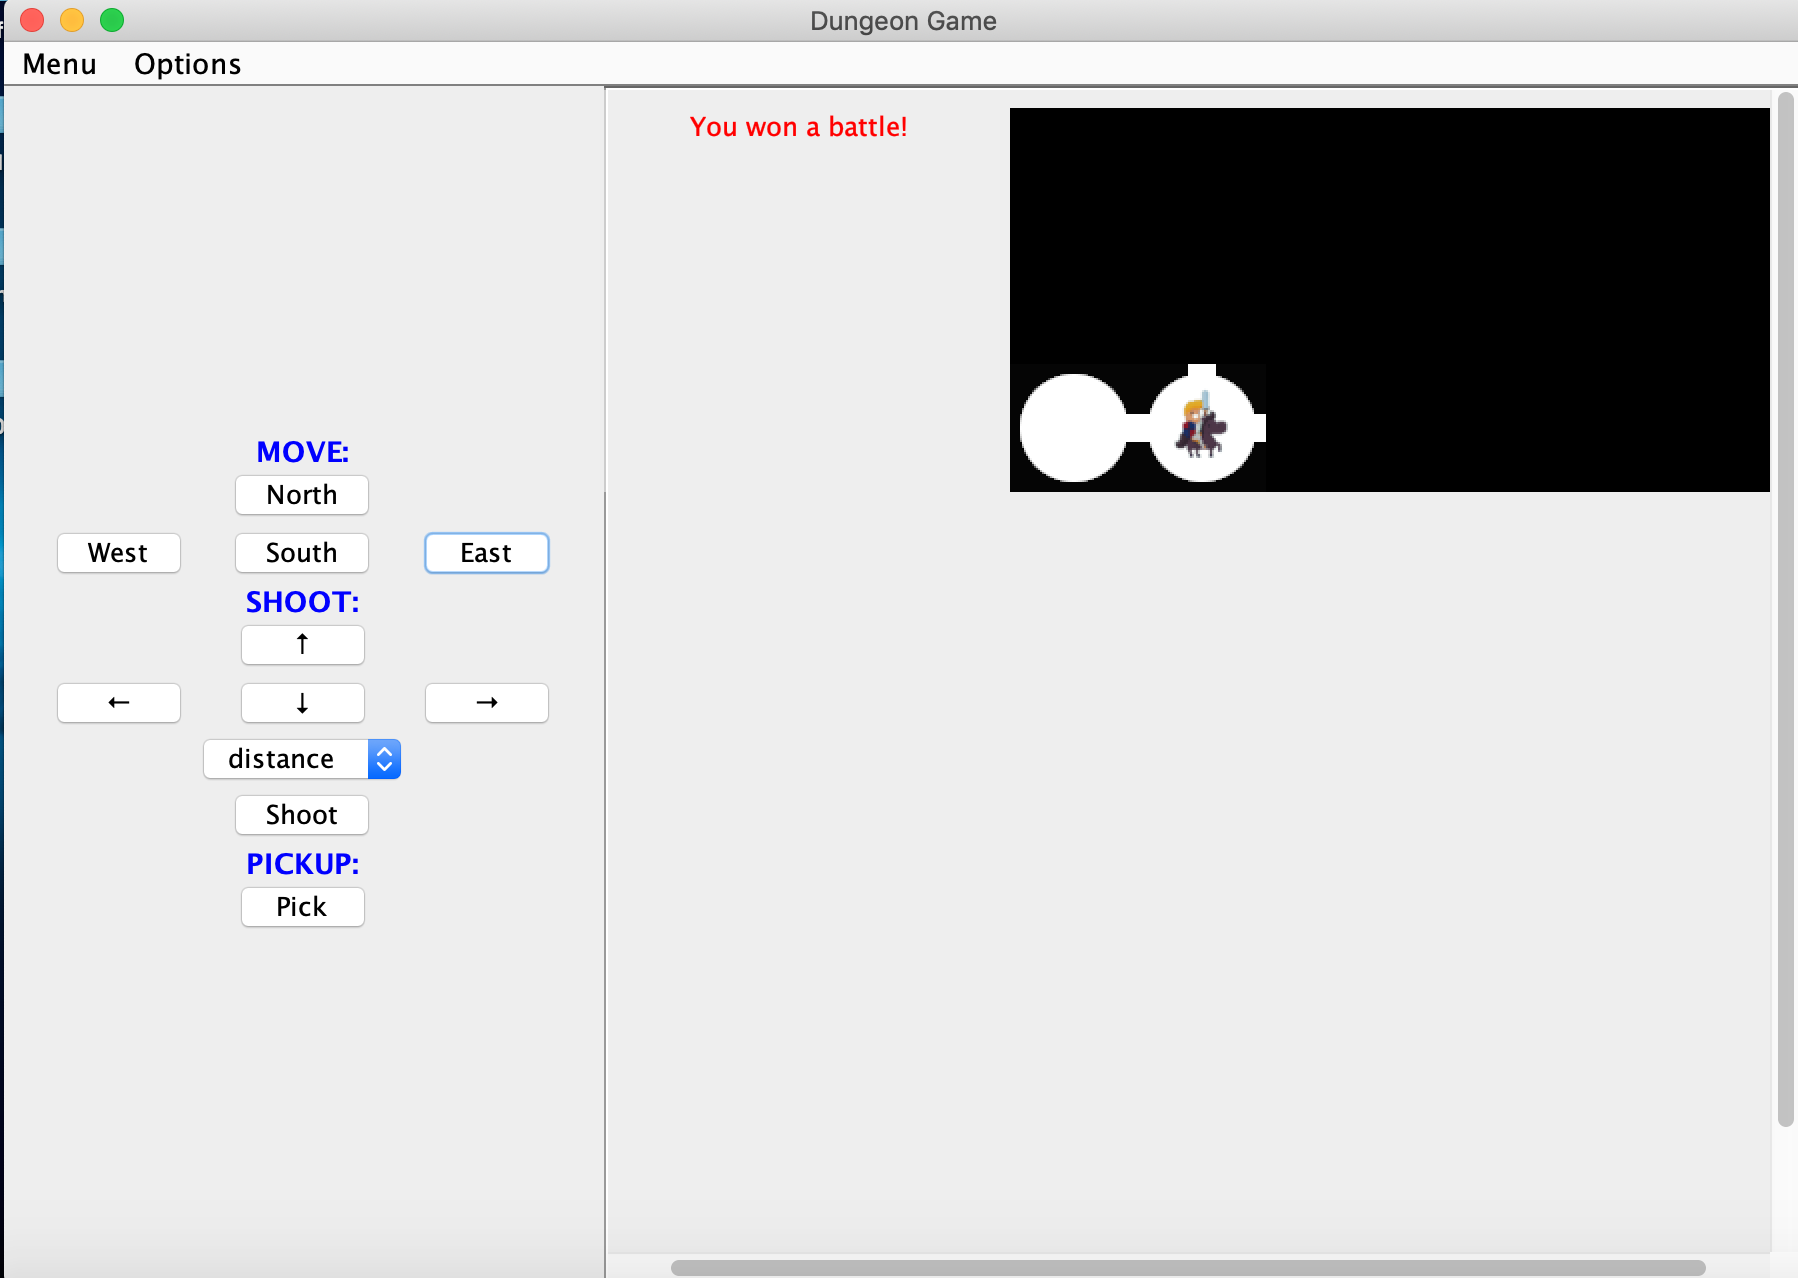 Dungeon Game
Menu Options
You won a battle!
MOVE:
North
West South East
SHOOT:
↑
← ↓ →
distance
Shoot
PICKUP:
Pick